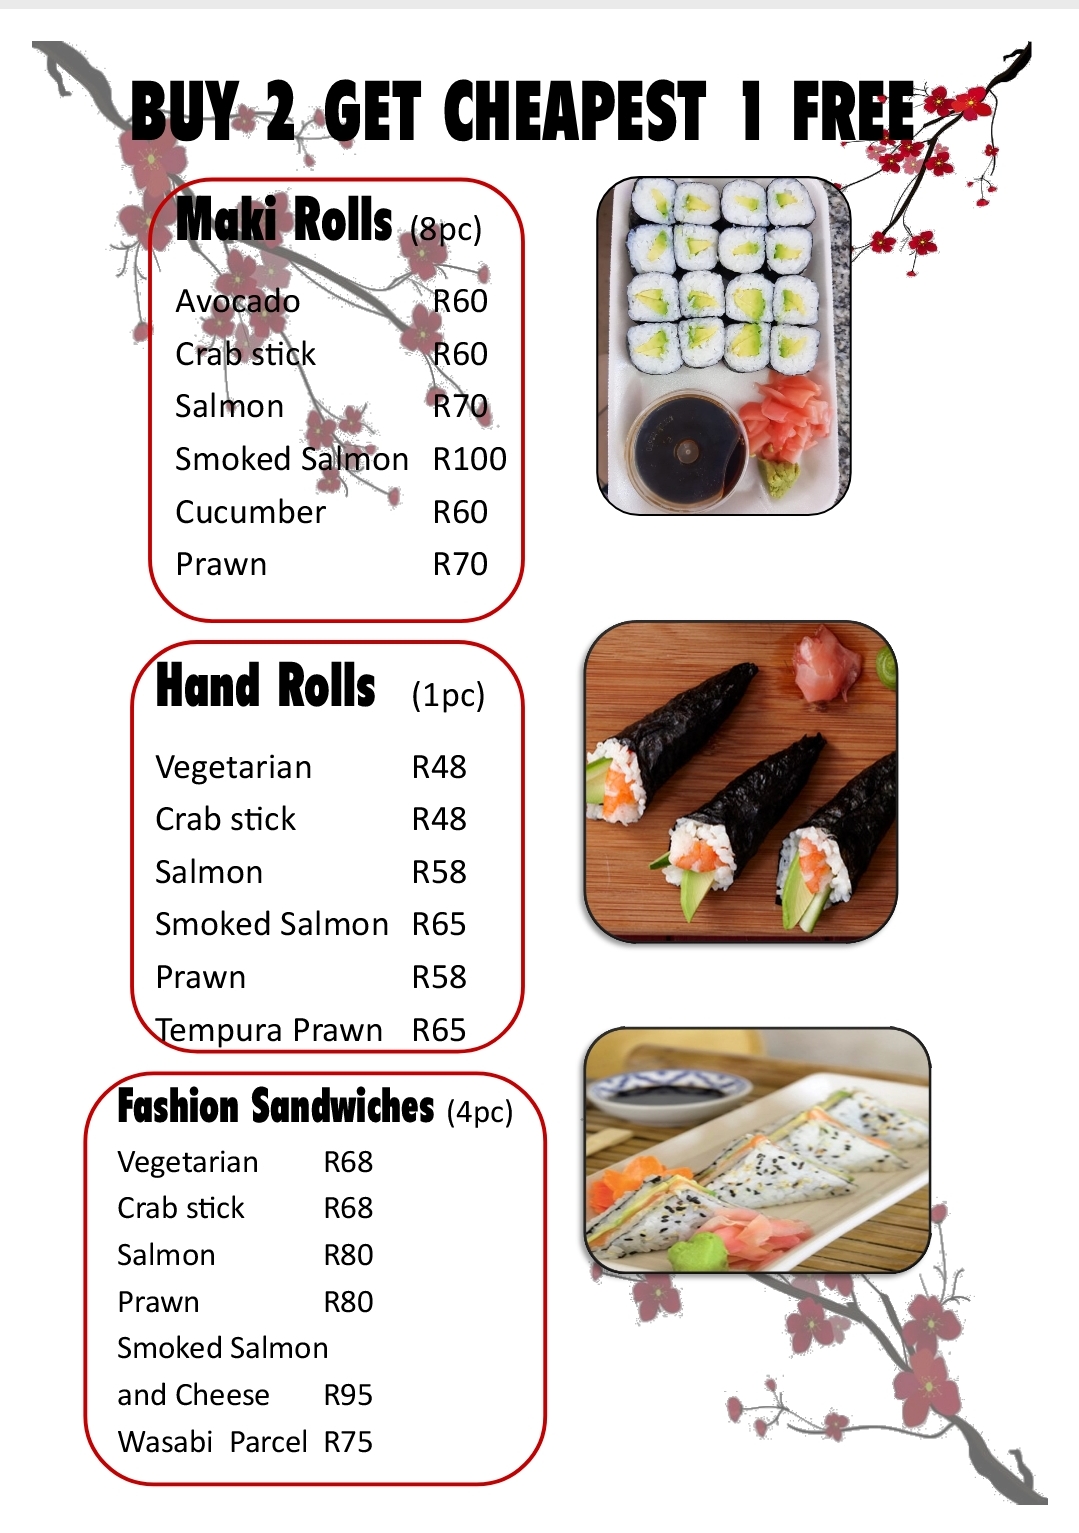 BUY 2 GET CHEAPEST 1 FREE
Maki Rolls (8pc)
Avocado R60
Crab stick R60
Salmon R70
Smoked Salmon R100
Cucumber R60
Prawn R70
Hand Rolls (1pc)
Vegetarian R48
Crab stick R48
Salmon R58
Smoked Salmon R65
Prawn R58
Tempura Prawn R65
Fashion Sandwiches (4pc)
Vegetarian R68
Crab stick R68
Salmon R80
Prawn R80
Smoked Salmon
and Cheese R95
Wasabi Parcel R75